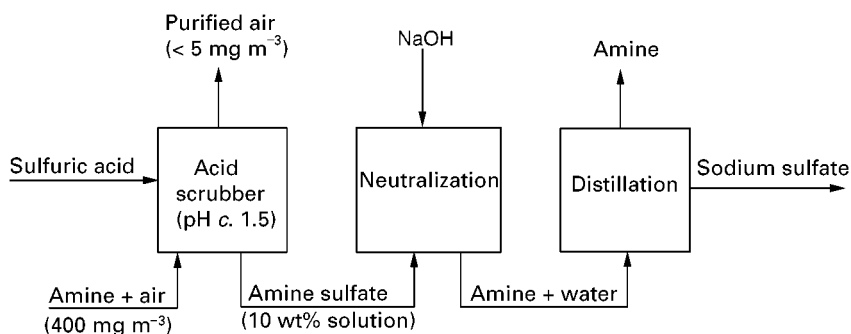 Purified air
(< 5 mg m⁻³)
NaOH
Amine
Sulfuric acid
Acid
scrubber
(pH c. 1.5)
Neutralization
Distillation
Sodium sulfate
Amine + air
(400 mg m⁻³)
Amine sulfate
(10 wt% solution)
Amine + water